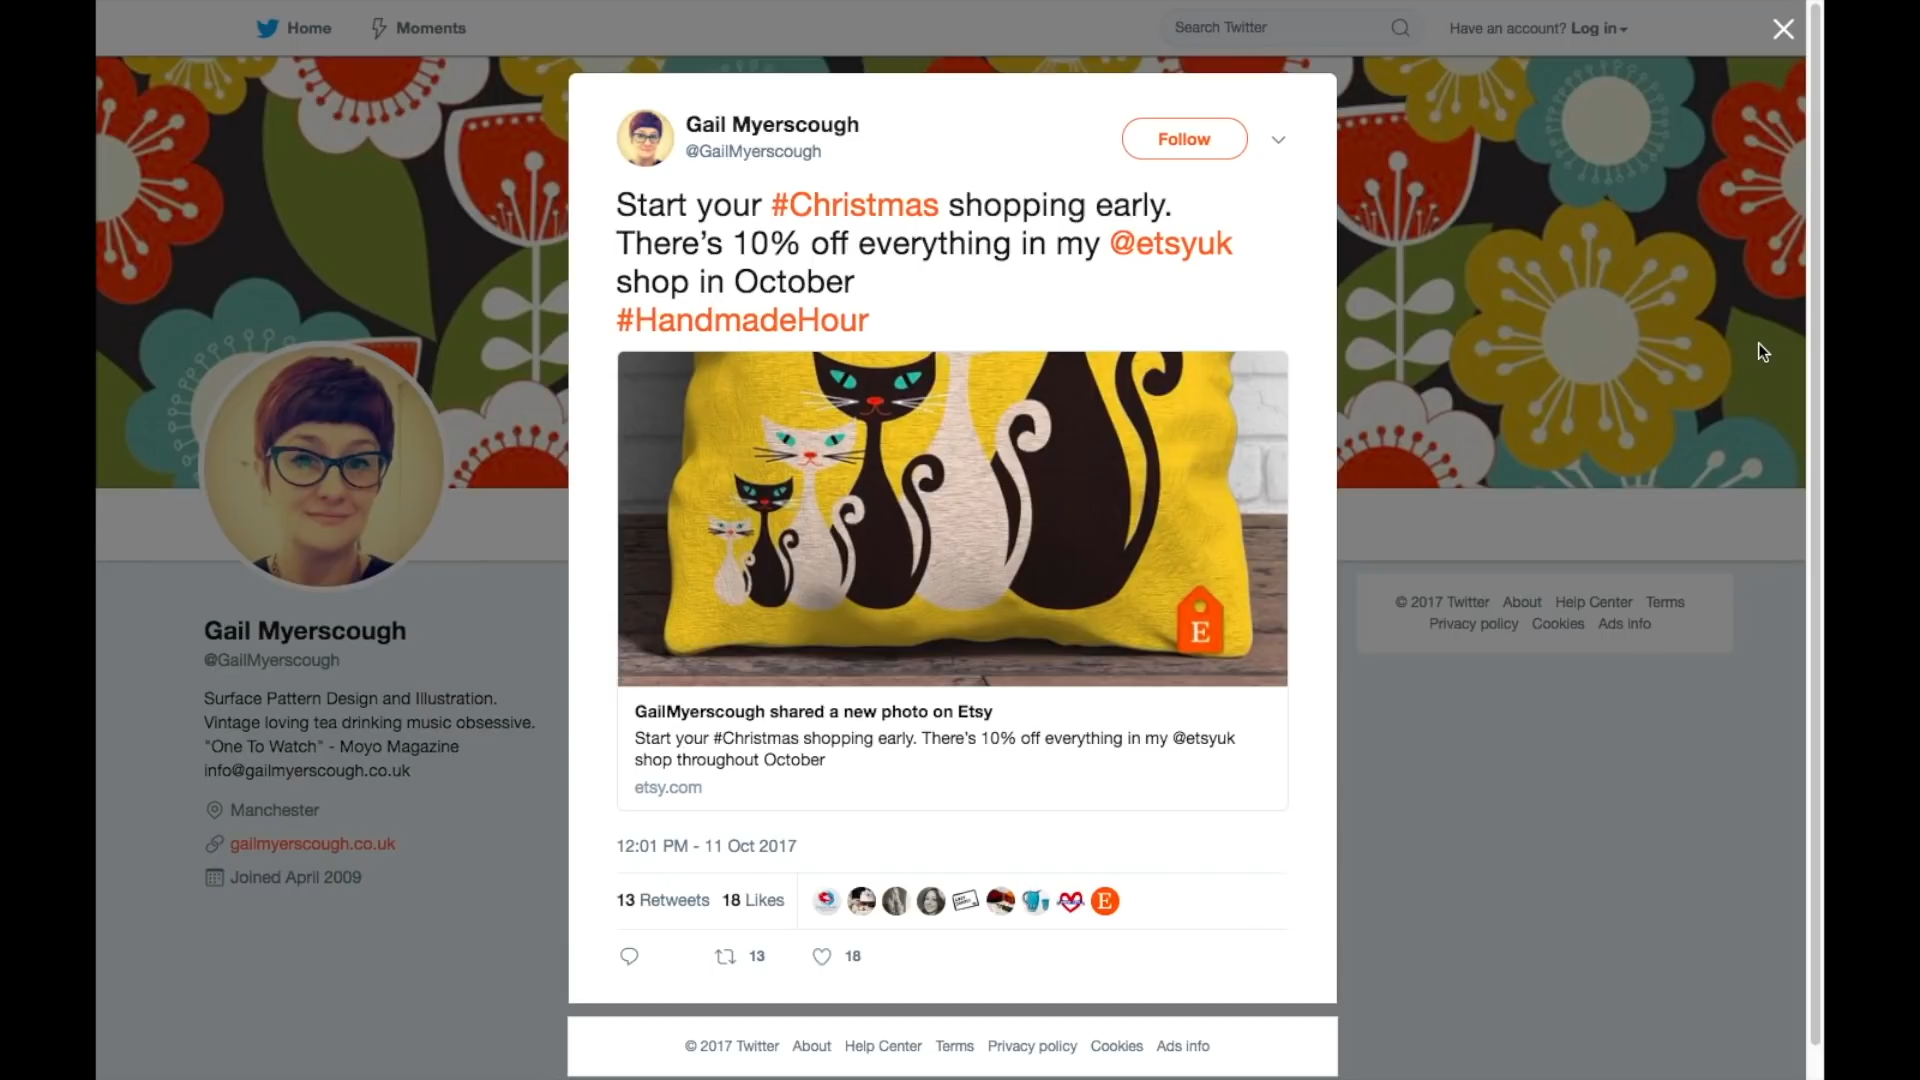 Home
Moments
Search Twitter
Have an account? Log in
Gail Myerscough
@GailMyerscough
Follow
Start your #Christmas shopping early.
There's 10% off everything in my @etsyuk
shop in October
#HandmadeHour
E
GailMyerscough shared a new photo on Etsy
Start your #Christmas shopping early. There's 10% off everything in my @etsyuk
shop throughout October
etsy.com
12:01 PM - 11 Oct 2017
13 Retweets 18 Likes
E
13 18
© 2017 Twitter About Help Center Terms Privacy policy Cookies Ads info
Gail Myerscough
@GailMyerscough
Surface Pattern Design and Illustration.
Vintage loving tea drinking music obsessive.
"One To Watch" - Moyo Magazine
info@gailmyerscough.co.uk
Manchester
gailmyerscough.co.uk
Joined April 2009
© 2017 Twitter About Help Center Terms
Privacy policy Cookies Ads info